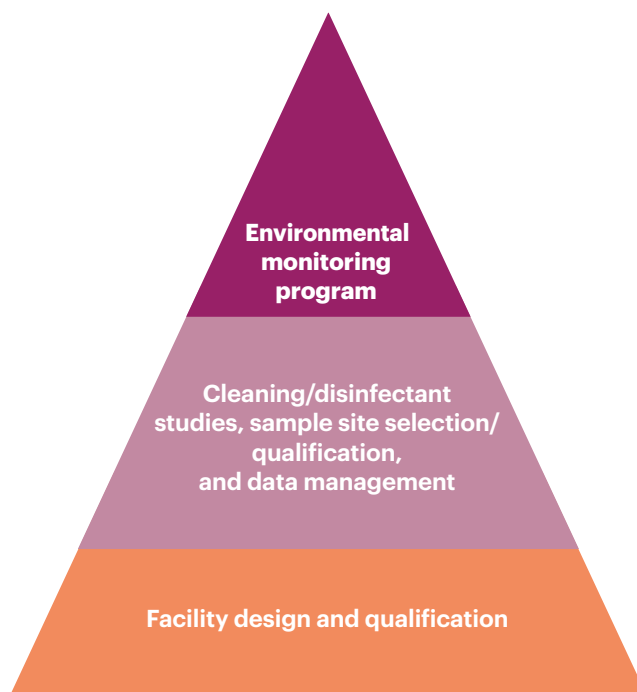 Environmental
monitoring
program
Cleaning/disinfectant
studies, sample site selection/
qualification,
and data management
Facility design and qualification